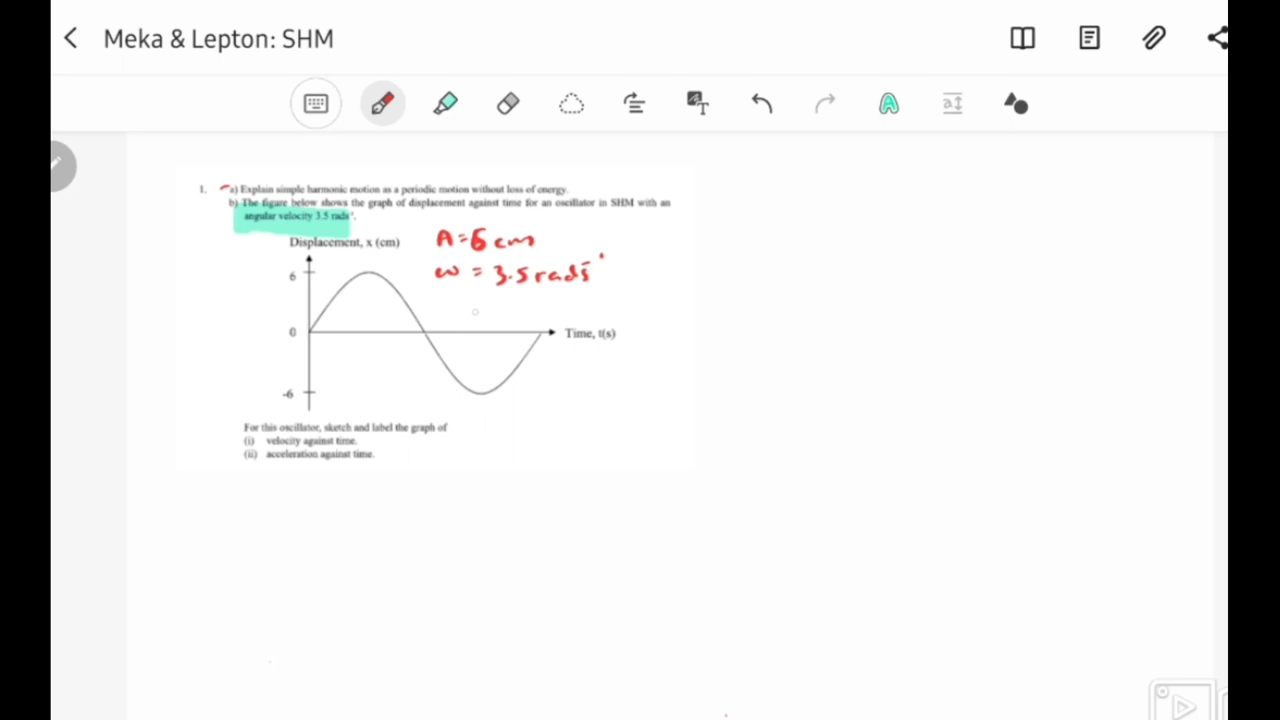 Meka & Lepton: SHM
1. a) Explain simple harmonic motion as a periodic motion without loss of energy.
b) The figure below shows the graph of displacement against time for an oscillator in SHM with an
angular velocity 3.5 rads⁻¹.
Displacement, x (cm)
A = 6 cm
ω = 3.5 rads⁻¹
6
0
Time, t(s)
-6
For this oscillator, sketch and label the graph of
(i) velocity against time.
(ii) acceleration against time.